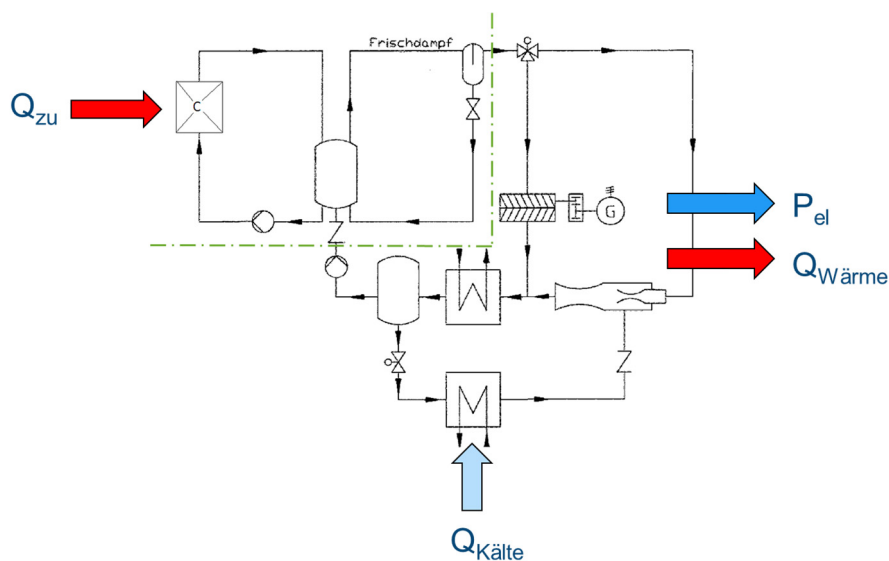 Frischdampf
Q_zu
C
G
P_el
Q_Wärme
Q_Kälte